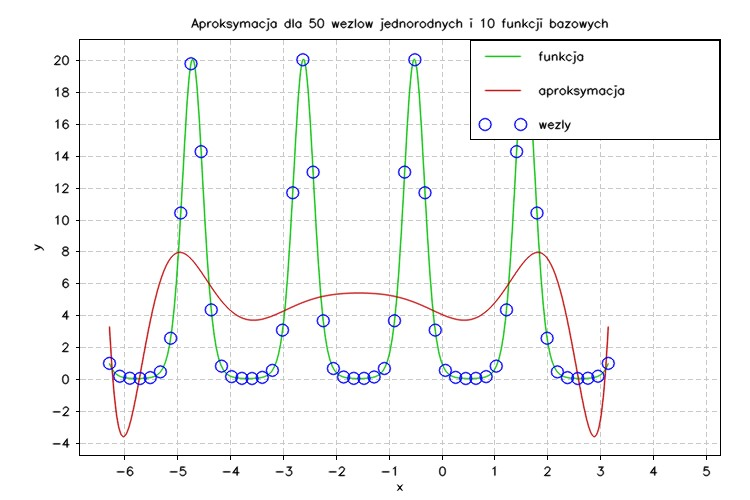 Aproksymacja dla 50 wezlow jednorodnych i 10 funkcji bazowych
funkcja
aproksymacja
wezly
20
18
16
14
12
10
8
6
4
2
0
−2
−4
y
−6 −5 −4 −3 −2 −1 0 1 2 3 4 5
x